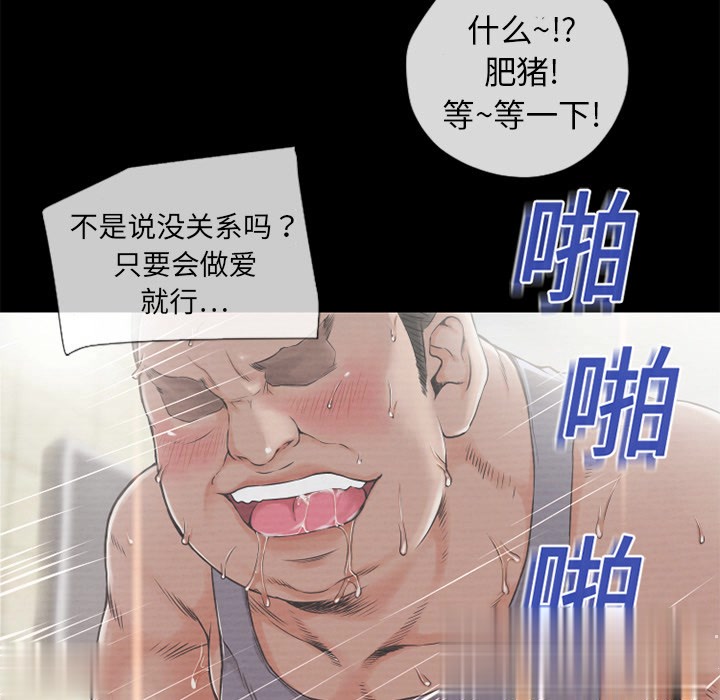 什么~!?
肥猪!
等~等一下!
不是说没关系吗？
只要会做爱
就行...
啪
啪
啪